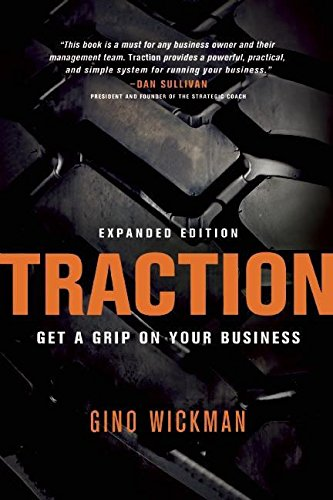 "This book is a must for any business owner and their
management team. Traction provides a powerful, practical,
and simple system for running your business."
—DAN SULLIVAN
PRESIDENT AND FOUNDER OF THE STRATEGIC COACH
EXPANDED EDITION
TRACTION
GET A GRIP ON YOUR BUSINESS
GINO WICKMAN